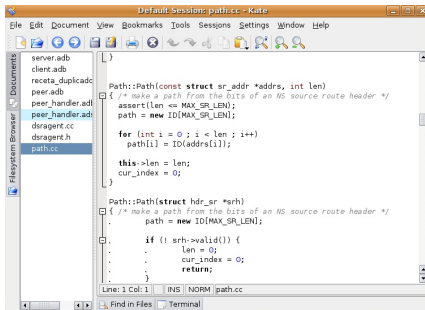 Default Session: path.cc - Kate
File Edit Document View Bookmarks Tools Sessions Settings Window Help
Documents
Filesystem Browser
server.adb
client.adb
receta_duplicado
peer.adb
peer_handler.adb
peer_handler.ads
dsragent.cc
dsragent.h
path.cc
}
Path::Path(const struct sr_addr *addrs, int len)
{ /* make a path from the bits of an NS source route header */
assert(len <= MAX_SR_LEN);
path = new ID[MAX_SR_LEN];
for (int i = 0 ; i < len ; i++)
path[i] = ID(addrs[i]);
this->len = len;
cur_index = 0;
}
Path::Path(struct hdr_sr *srh)
{ /* make a path from the bits of an NS source route header */
path = new ID[MAX_SR_LEN];
if (! srh->valid()) {
len = 0;
cur_index = 0;
return;
}
Line: 1 Col: 1 INS NORM path.cc
Find in Files Terminal